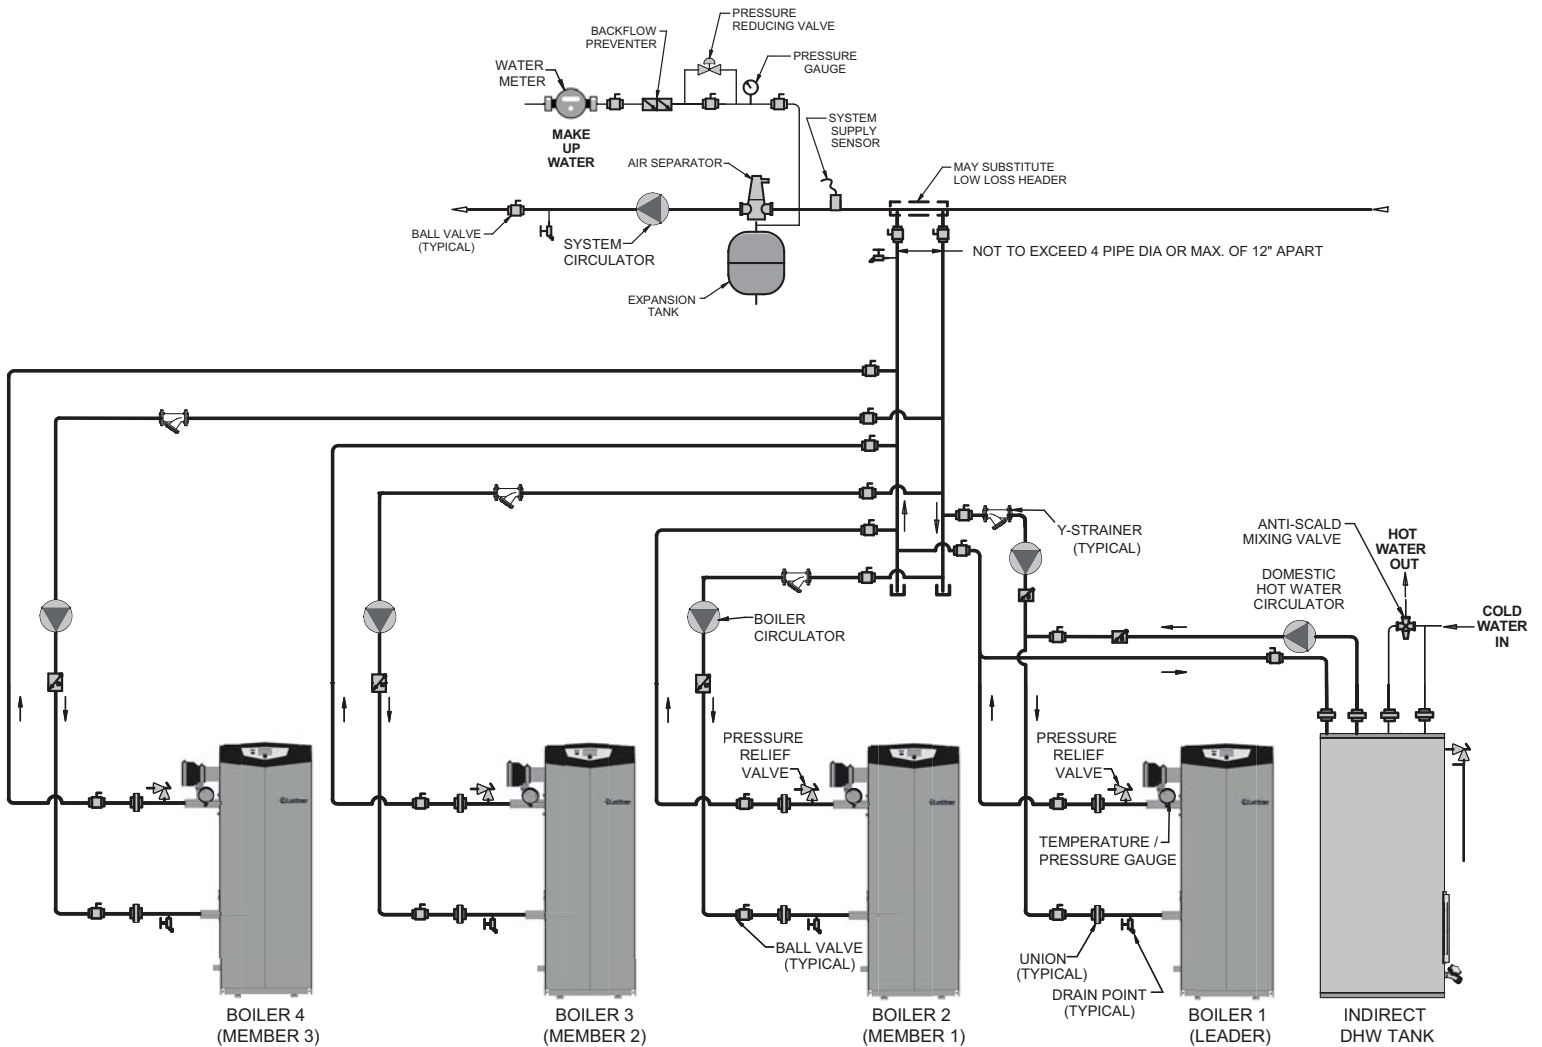 PRESSURE
REDUCING VALVE
BACKFLOW
PREVENTER
PRESSURE
GAUGE
WATER
METER
MAKE
UP
WATER
SYSTEM
SUPPLY
SENSOR
AIR SEPARATOR
MAY SUBSTITUTE
LOW LOSS HEADER
BALL VALVE
(TYPICAL)
SYSTEM
CIRCULATOR
NOT TO EXCEED 4 PIPE DIA OR MAX. OF 12" APART
EXPANSION
TANK
Y-STRAINER
(TYPICAL)
ANTI-SCALD
MIXING VALVE
HOT
WATER
OUT
DOMESTIC
HOT WATER
CIRCULATOR
COLD
WATER
IN
BOILER
CIRCULATOR
PRESSURE
RELIEF
VALVE
PRESSURE
RELIEF
VALVE
Lochinvar
Lochinvar
Lochinvar
Lochinvar
TEMPERATURE /
PRESSURE GAUGE
BALL VALVE
(TYPICAL)
UNION
(TYPICAL)
DRAIN POINT
(TYPICAL)
BOILER 4
(MEMBER 3)
BOILER 3
(MEMBER 2)
BOILER 2
(MEMBER 1)
BOILER 1
(LEADER)
INDIRECT
DHW TANK